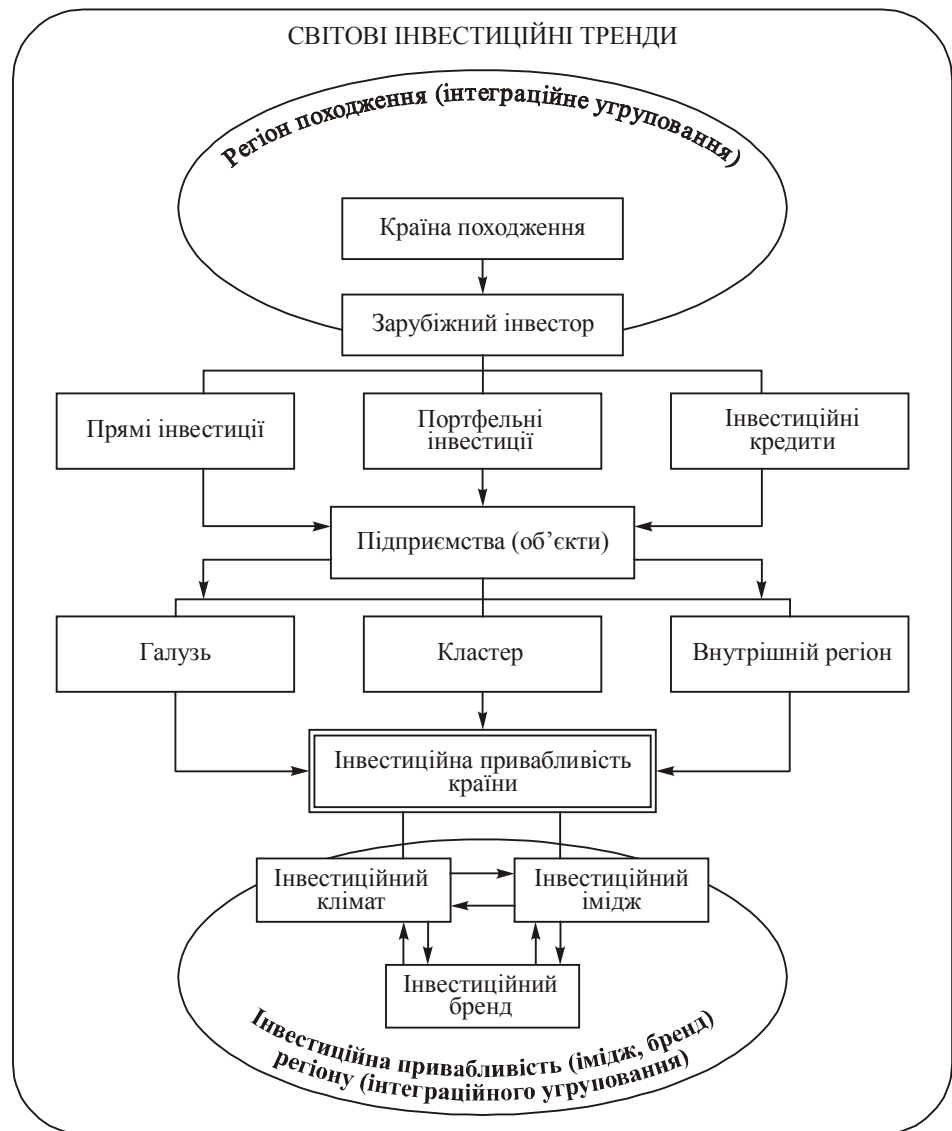 СВІТОВІ ІНВЕСТИЦІЙНІ ТРЕНДИ
Регіон походження (інтеграційне угруповання)
Країна походження
Зарубіжний інвестор
Прямі інвестиції
Портфельні
інвестиції
Інвестиційні
кредити
Підприємства (об’єкти)
Галузь
Кластер
Внутрішній регіон
Інвестиційна привабливість
країни
Інвестиційний
клімат
Інвестиційний
імідж
Інвестиційний
бренд
Інвестиційна привабливість (імідж, бренд)
регіону (інтеграційного угруповання)